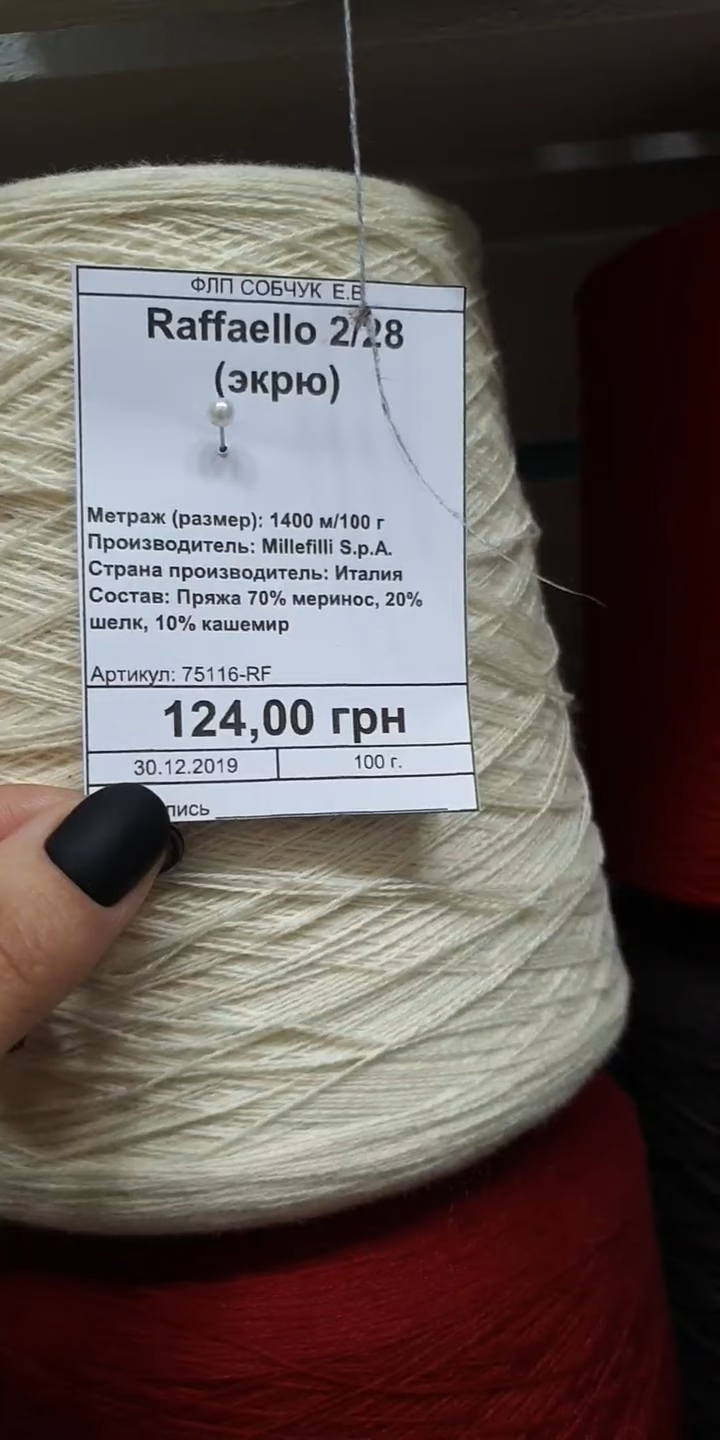 ФЛП СОБЧУК Е.В
Raffaello 2/28
(экрю)
Метраж (размер): 1400 м/100 г
Производитель: Millefilli S.p.A.
Страна производитель: Италия
Состав: Пряжа 70% меринос, 20%
шелк, 10% кашемир
Артикул: 75116-RF
124,00 грн
30.12.2019 100 г.